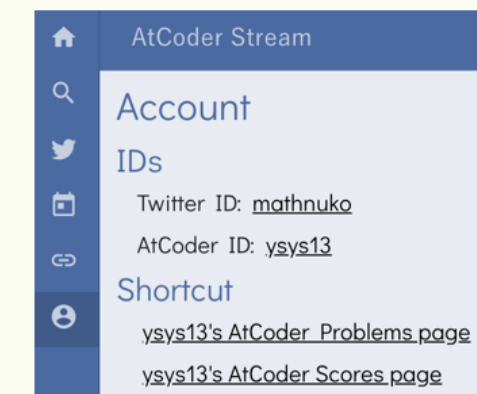 AtCoder Stream
Account
IDs
Twitter ID: mathnuko
AtCoder ID: ysys13
Shortcut
ysys13's AtCoder Problems page
ysys13's AtCoder Scores page